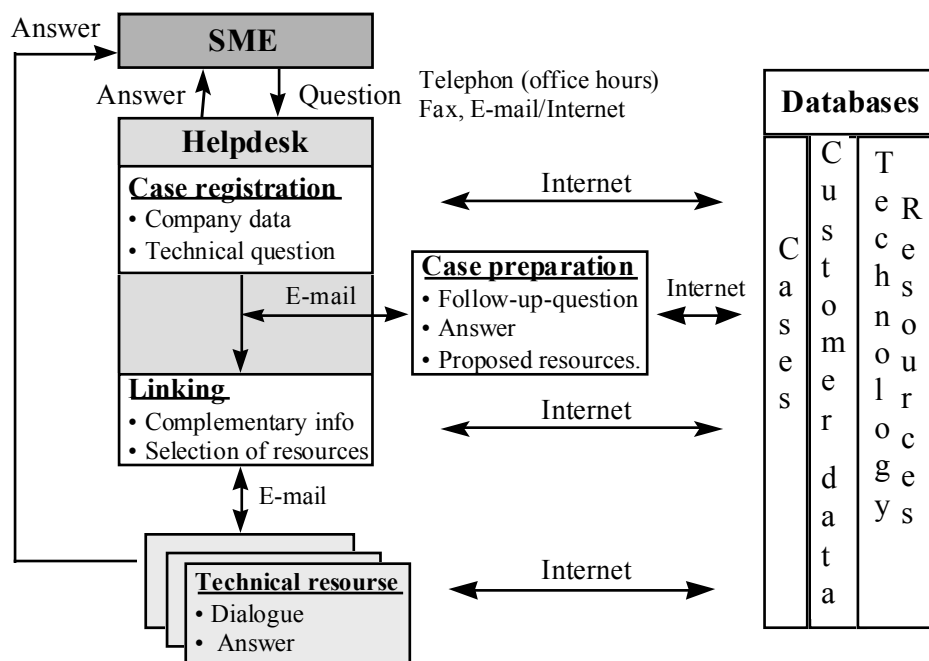 Answer
SME
Answer
Question
Telephon (office hours)
Fax, E-mail/Internet
Helpdesk
Case registration
• Company data
• Technical question
Internet
E-mail
Case preparation
• Follow-up-question
• Answer
• Proposed resources.
Internet
Linking
• Complementary info
• Selection of resources
Internet
E-mail
Technical resourse
• Dialogue
• Answer
Internet
Databases
Cases
Customer data
Technology
Resources